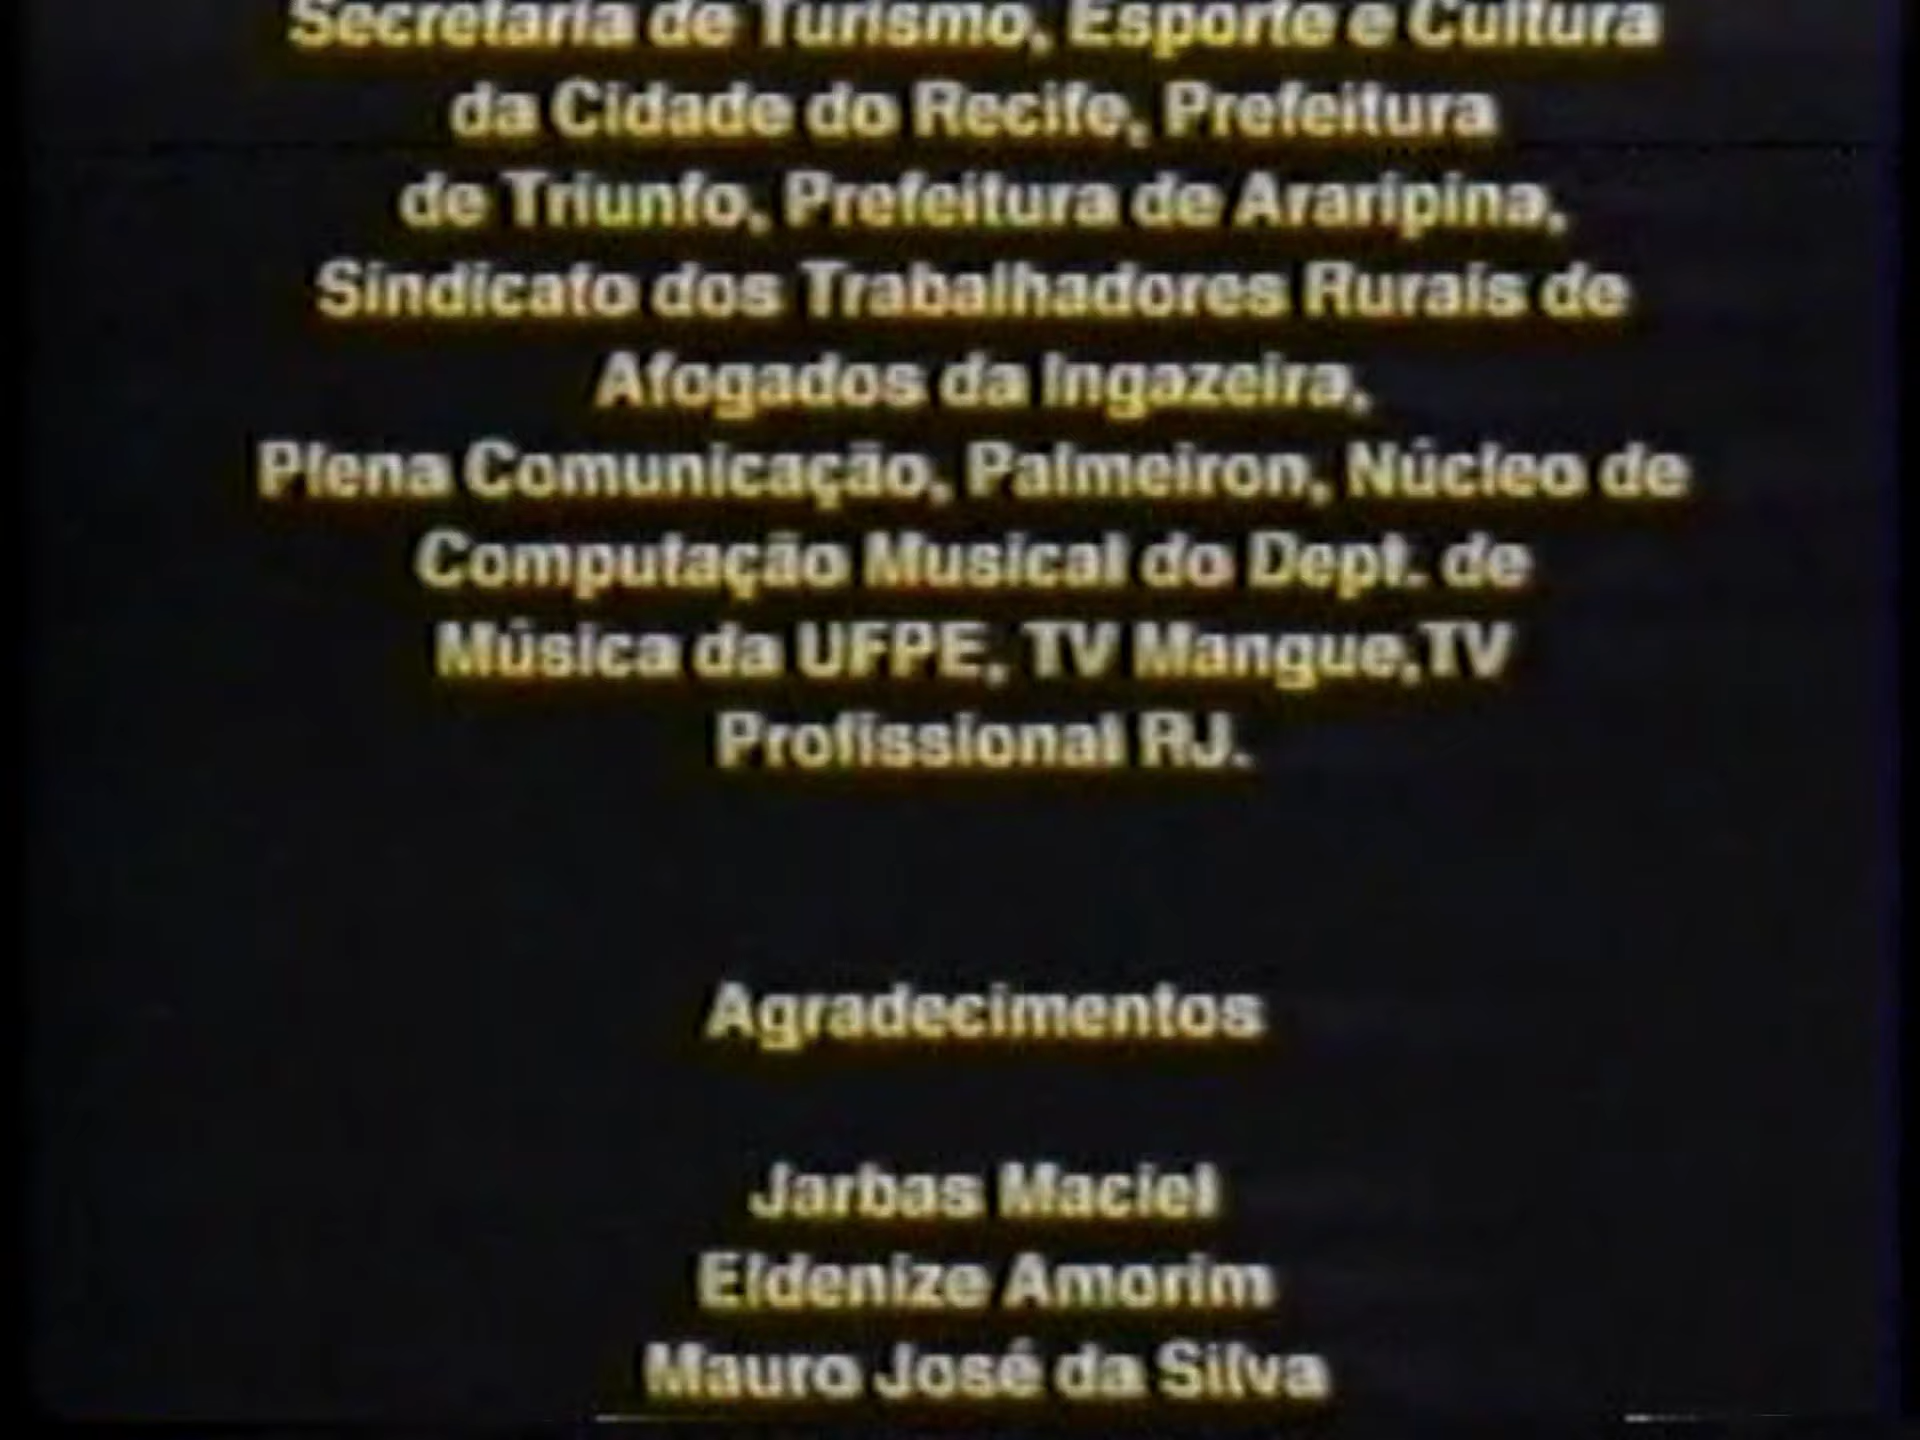 Secretaria de Turismo, Esporte e Cultura
da Cidade do Recife, Prefeitura
de Triunfo, Prefeitura de Araripina,
Sindicato dos Trabalhadores Rurais de
Afogados da Ingazeira,
Plena Comunicação, Palmeiron, Núcleo de
Computação Musical do Dept. de
Música da UFPE, TV Mangue,TV
Profissional RJ.
Agradecimentos
Jarbas Maciel
Eldenize Amorim
Mauro José da Silva